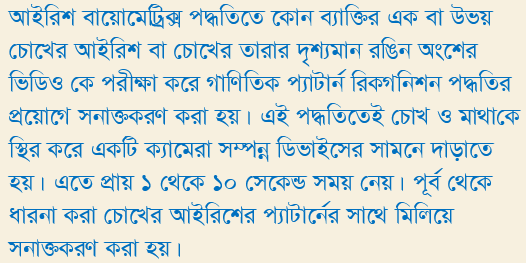 আইরিশ বায়োমেট্রিক্স পদ্ধতিতে কোন ব্যাক্তির এক বা উভয়
চোখের আইরিশ বা চোখের তারার দৃশ্যমান রঙিন অংশের
ভিডিও কে পরীক্ষা করে গাণিতিক প্যাটার্ন রিকগনিশন পদ্ধতির
প্রয়োগে সনাক্তকরণ করা হয়। এই পদ্ধতিতেই চোখ ও মাথাকে
স্থির করে একটি ক্যামেরা সম্পন্ন ডিভাইসের সামনে দাড়াতে
হয়। এতে প্রায় ১ থেকে ১০ সেকেন্ড সময় নেয়। পূর্ব থেকে
ধারনা করা চোখের আইরিশের প্যাটার্নের সাথে মিলিয়ে
সনাক্তকরণ করা হয়।